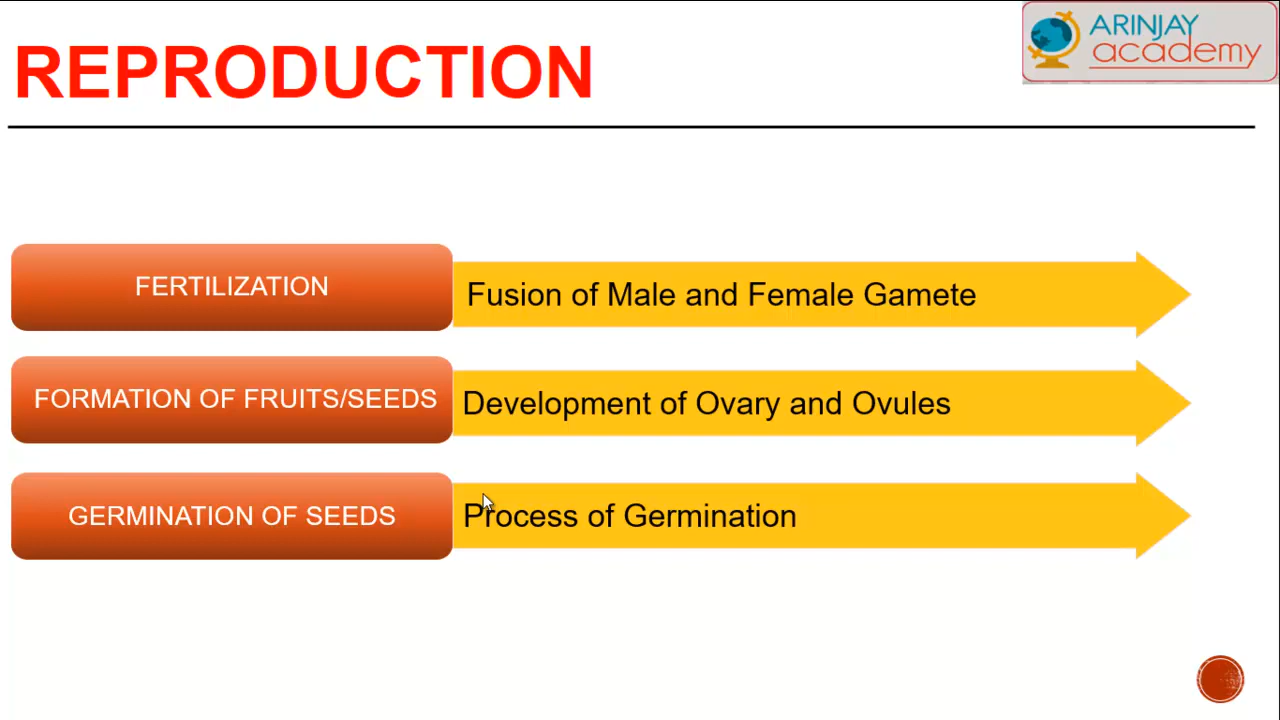 REPRODUCTION
ARINJAY
academy
FERTILIZATION
Fusion of Male and Female Gamete
FORMATION OF FRUITS/SEEDS
Development of Ovary and Ovules
GERMINATION OF SEEDS
Process of Germination